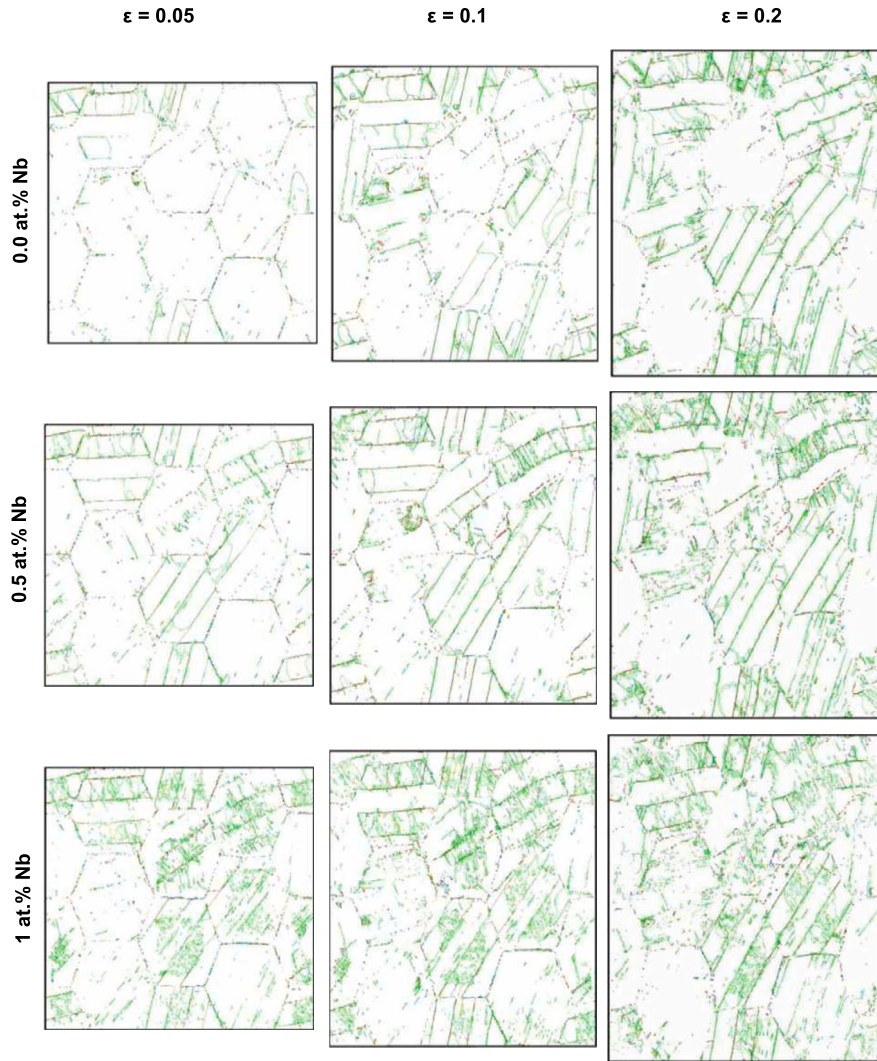 ε = 0.05 ε = 0.1 ε = 0.2
0.0 at.% Nb
0.5 at.% Nb
1 at.% Nb